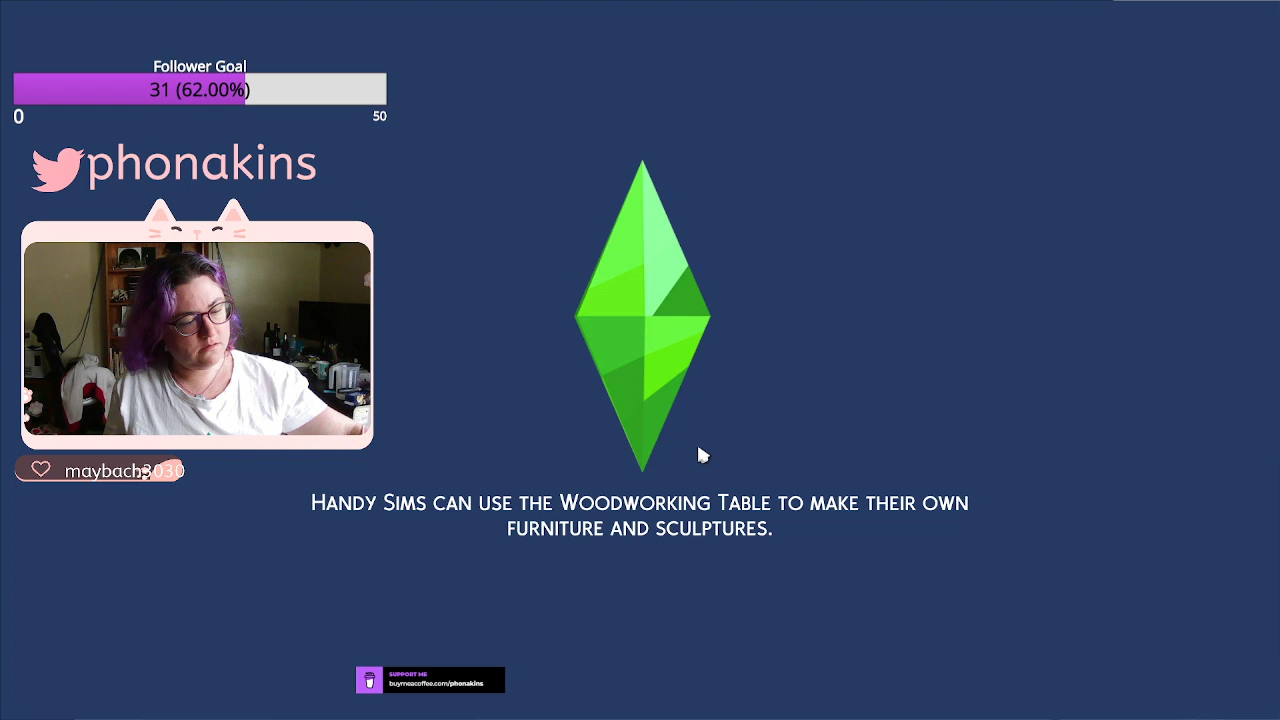 Follower Goal
31 (62.00%)
0
50
phonakins
maybach3030
HANDY SIMS CAN USE THE WOODWORKING TABLE TO MAKE THEIR OWN
FURNITURE AND SCULPTURES.
SUPPORT ME
buymeacoffee.com/phonakins